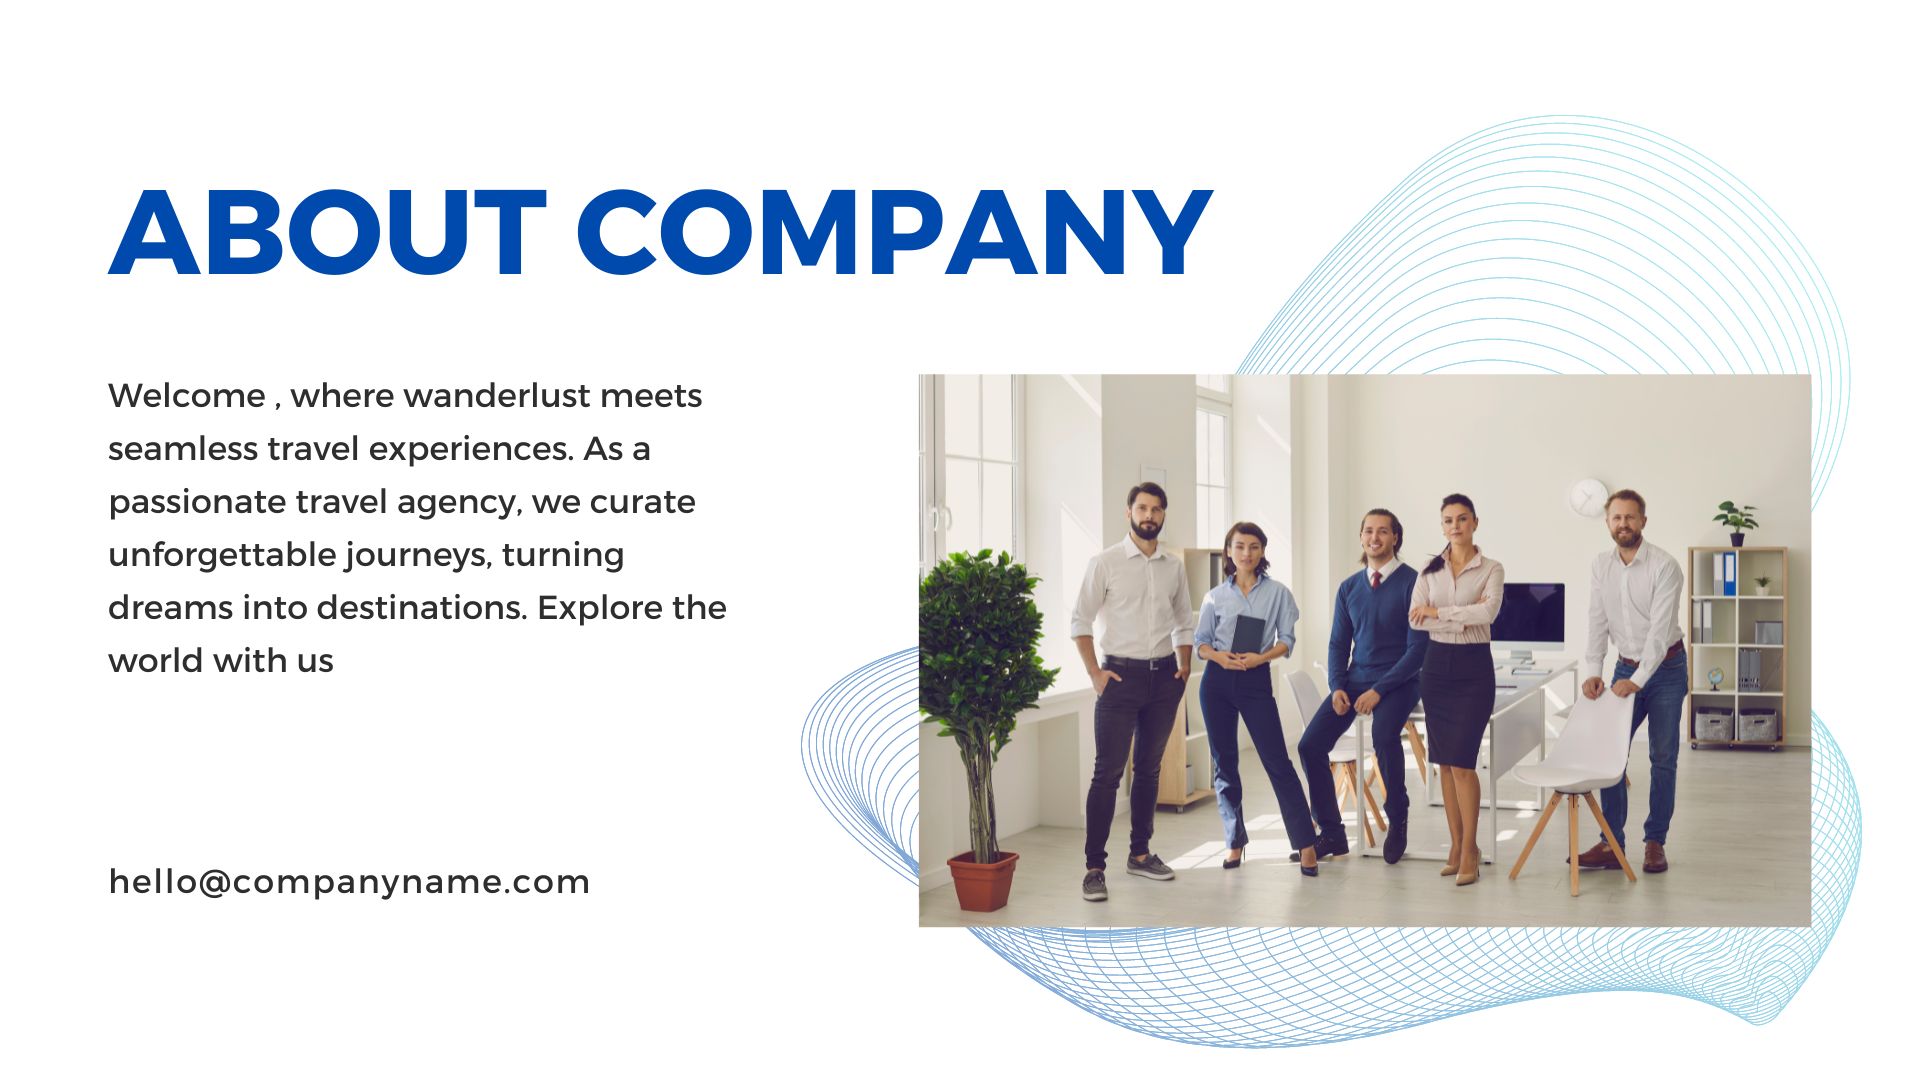 ABOUT COMPANY
Welcome , where wanderlust meets
seamless travel experiences. As a
passionate travel agency, we curate
unforgettable journeys, turning
dreams into destinations. Explore the
world with us
hello@companyname.com